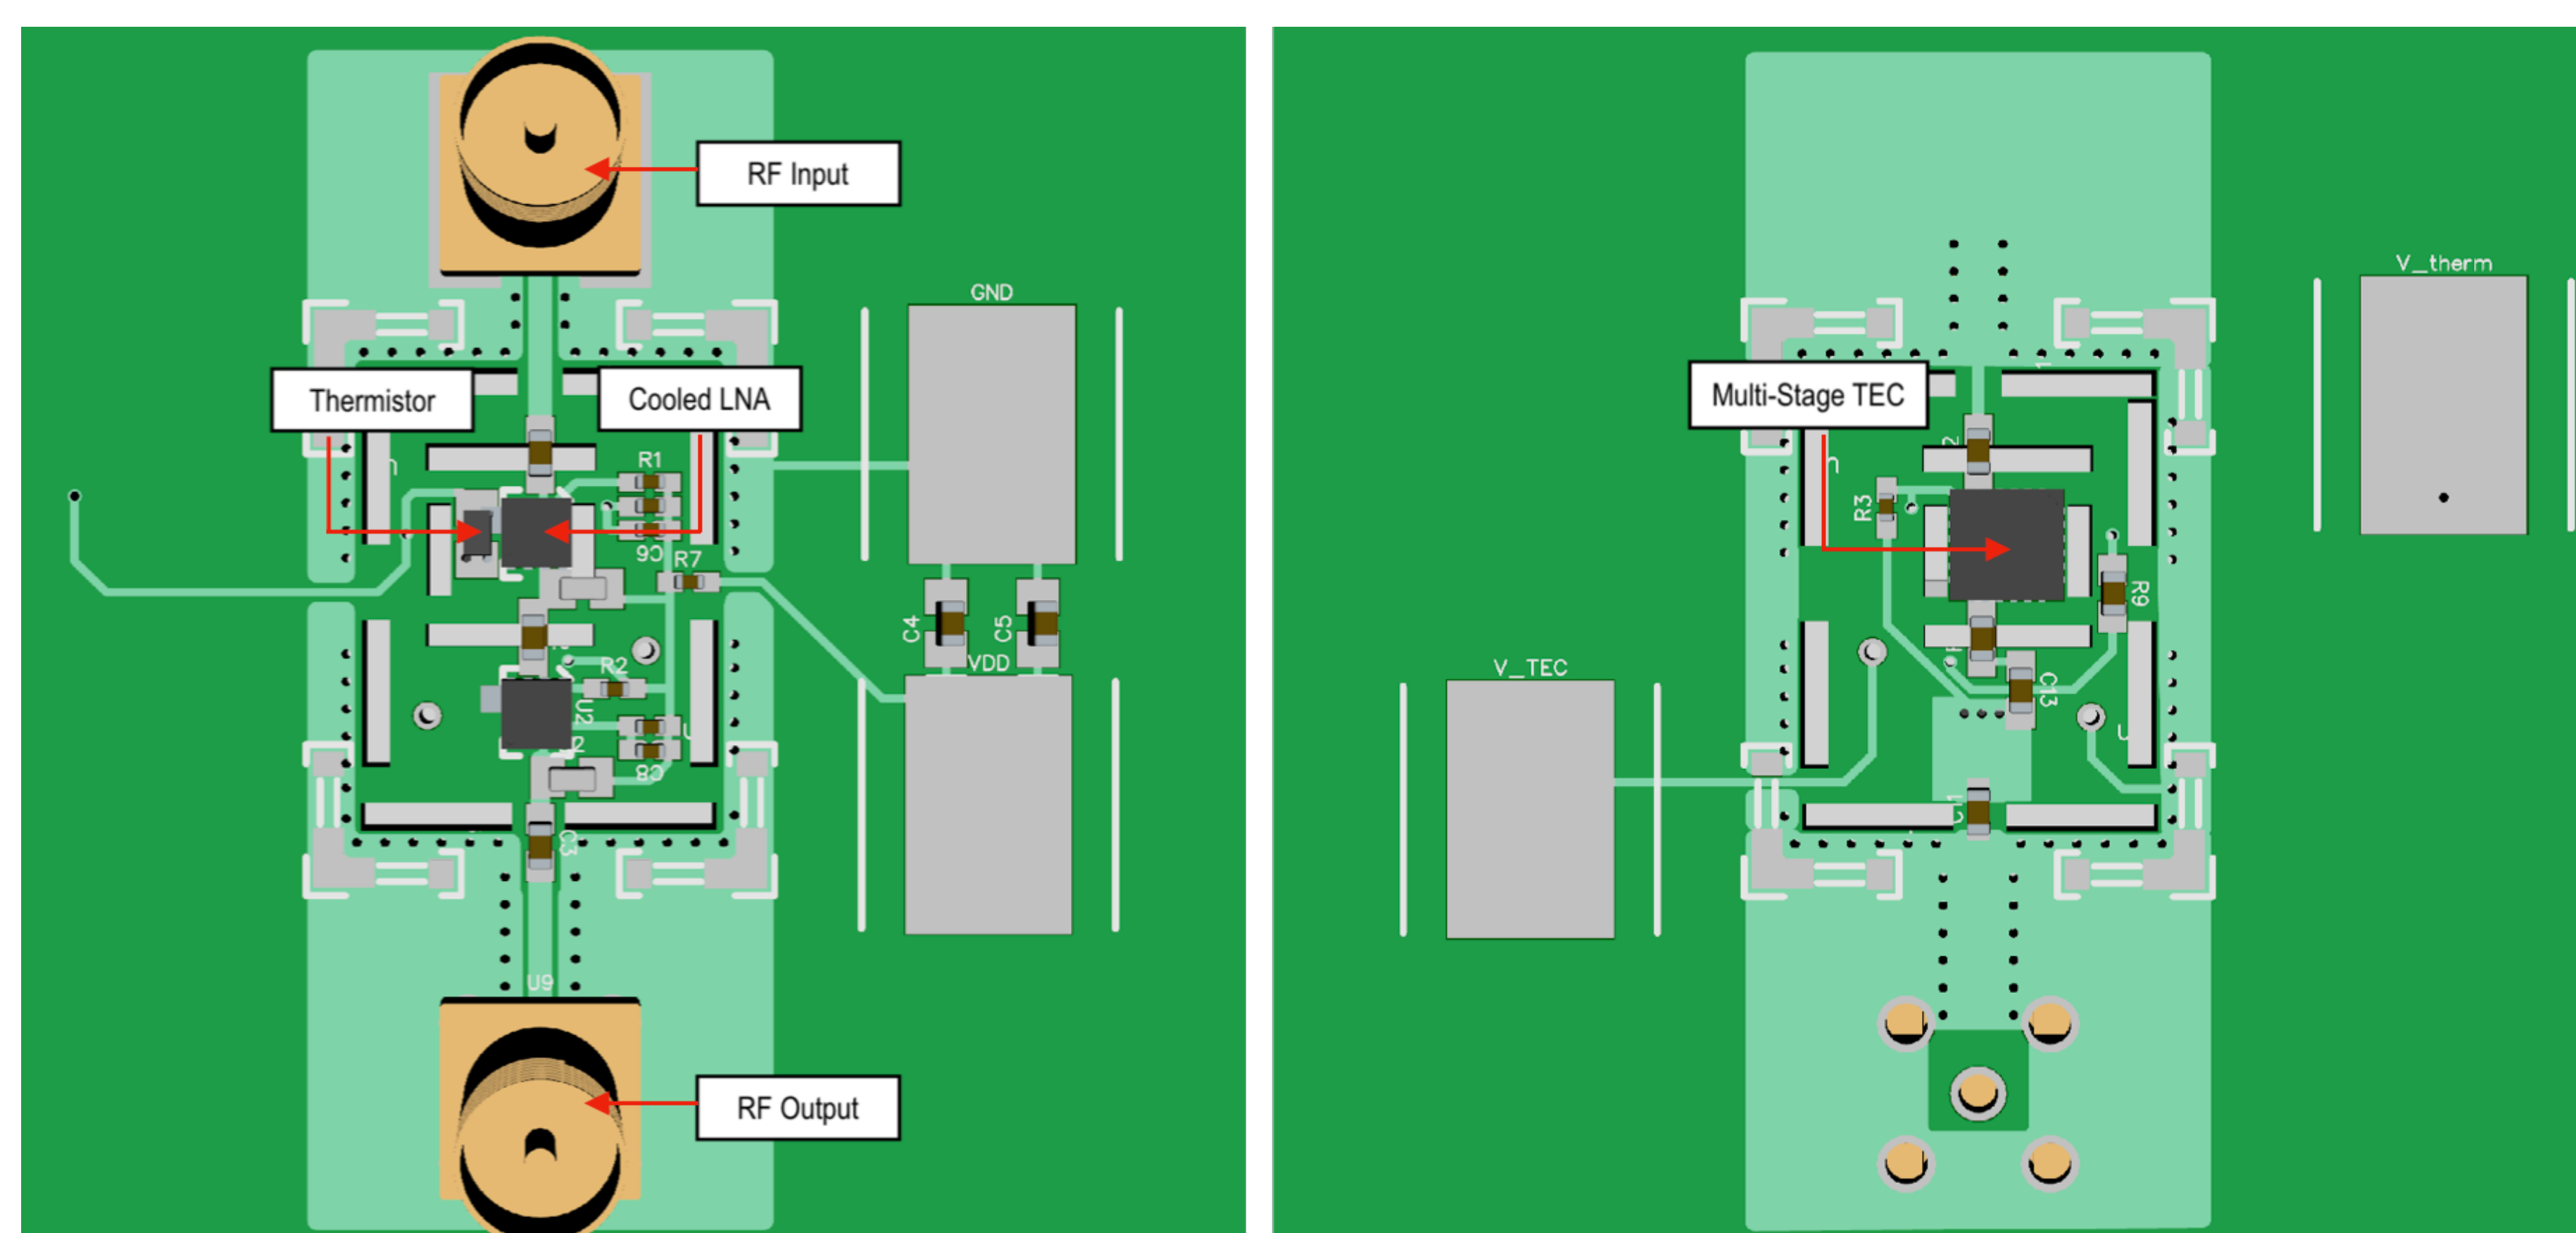 RF Input
GND
Thermistor
Cooled LNA
R1
C6
R7
C4
C5
VDD
R2
U2
C8
C3
U9
RF Output
V_therm
Multi-Stage TEC
R3
R9
V_TEC
C13